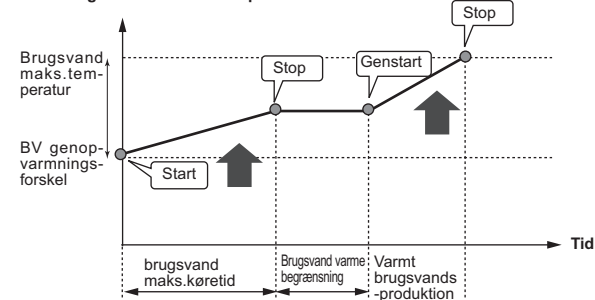 Stop
Brugsvand
maks.tem-
peratur
Stop
Genstart
BV genop-
varmnings-
forskel
Start
Tid
brugsvand
maks.køretid
Brugsvand varme
begrænsning
Varmt
brugsvands
-produktion